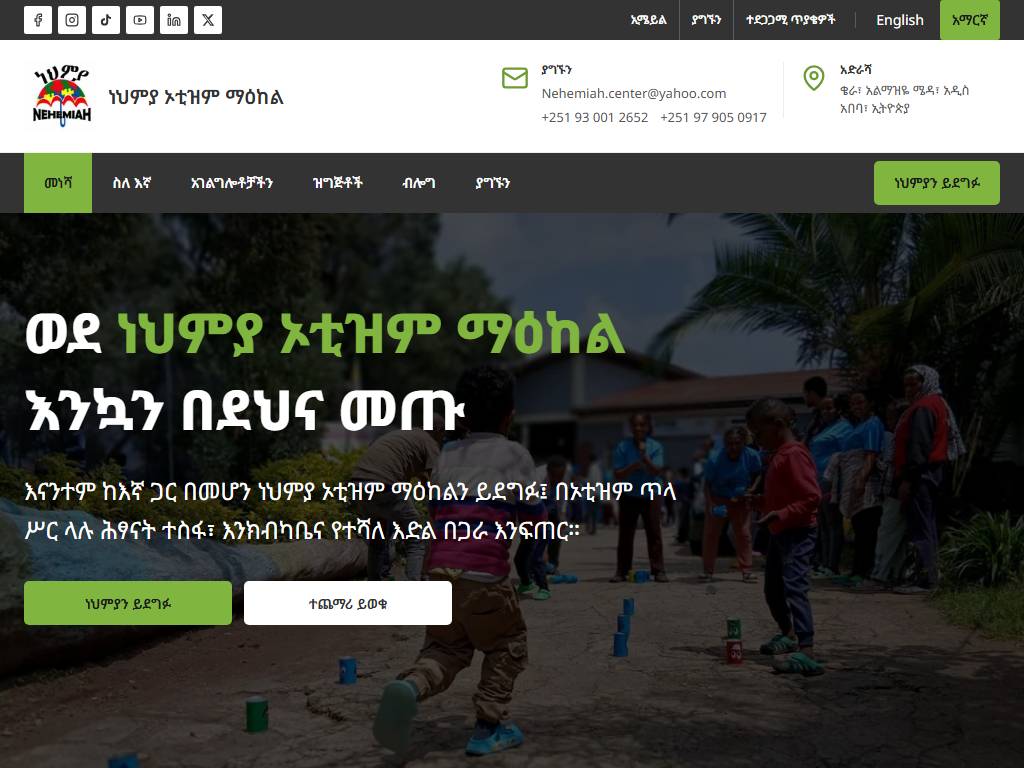 ኢሜይል ያግኙን ተደጋጋሚ ጥያቄዎች English አማርኛ
ነህምያ
NEHEMIAH
ነህምያ ኦቲዝም ማዕከል
ያግኙን
Nehemiah.center@yahoo.com
+251 93 001 2652 +251 97 905 0917
አድራሻ
ቄራ፣ አልማዝዬ ሜዳ፣ አዲስ
አበባ፣ ኢትዮጵያ
መነሻ ስለ እኛ አገልግሎቶቻችን ዝግጅቶች ብሎግ ያግኙን ነህምያን ይደግፉ
ወደ ነህምያ ኦቲዝም ማዕከል
እንኳን በደህና መጡ
እናንተም ከእኛ ጋር በመሆን ነህምያ ኦቲዝም ማዕከልን ይደግፉ፤ በኦቲዝም ጥላ
ሥር ላሉ ሕፃናት ተስፋ፣ እንክብካቤና የተሻለ እድል በጋራ እንፍጠር።
ነህምያን ይደግፉ ተጨማሪ ይወቁ